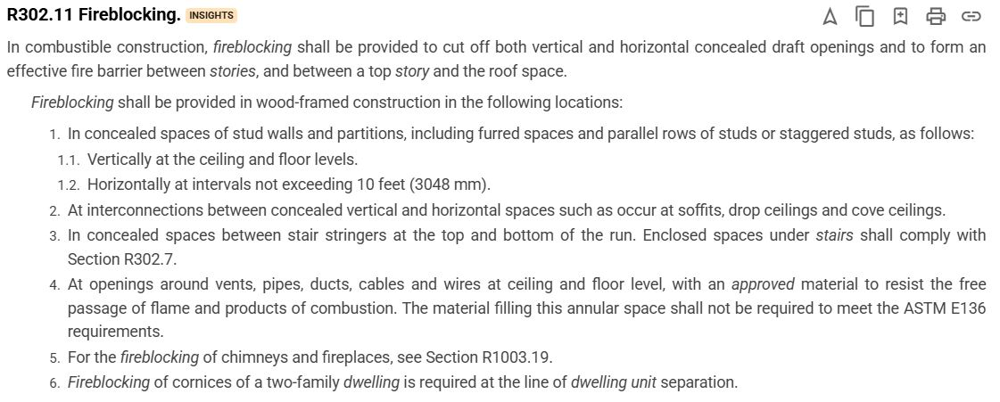 R302.11 Fireblocking. INSIGHTS
In combustible construction, fireblocking shall be provided to cut off both vertical and horizontal concealed draft openings and to form an
effective fire barrier between stories, and between a top story and the roof space.
Fireblocking shall be provided in wood-framed construction in the following locations:
1. In concealed spaces of stud walls and partitions, including furred spaces and parallel rows of studs or staggered studs, as follows:
1.1. Vertically at the ceiling and floor levels.
1.2. Horizontally at intervals not exceeding 10 feet (3048 mm).
2. At interconnections between concealed vertical and horizontal spaces such as occur at soffits, drop ceilings and cove ceilings.
3. In concealed spaces between stair stringers at the top and bottom of the run. Enclosed spaces under stairs shall comply with
Section R302.7.
4. At openings around vents, pipes, ducts, cables and wires at ceiling and floor level, with an approved material to resist the free
passage of flame and products of combustion. The material filling this annular space shall not be required to meet the ASTM E136
requirements.
5. For the fireblocking of chimneys and fireplaces, see Section R1003.19.
6. Fireblocking of cornices of a two-family dwelling is required at the line of dwelling unit separation.